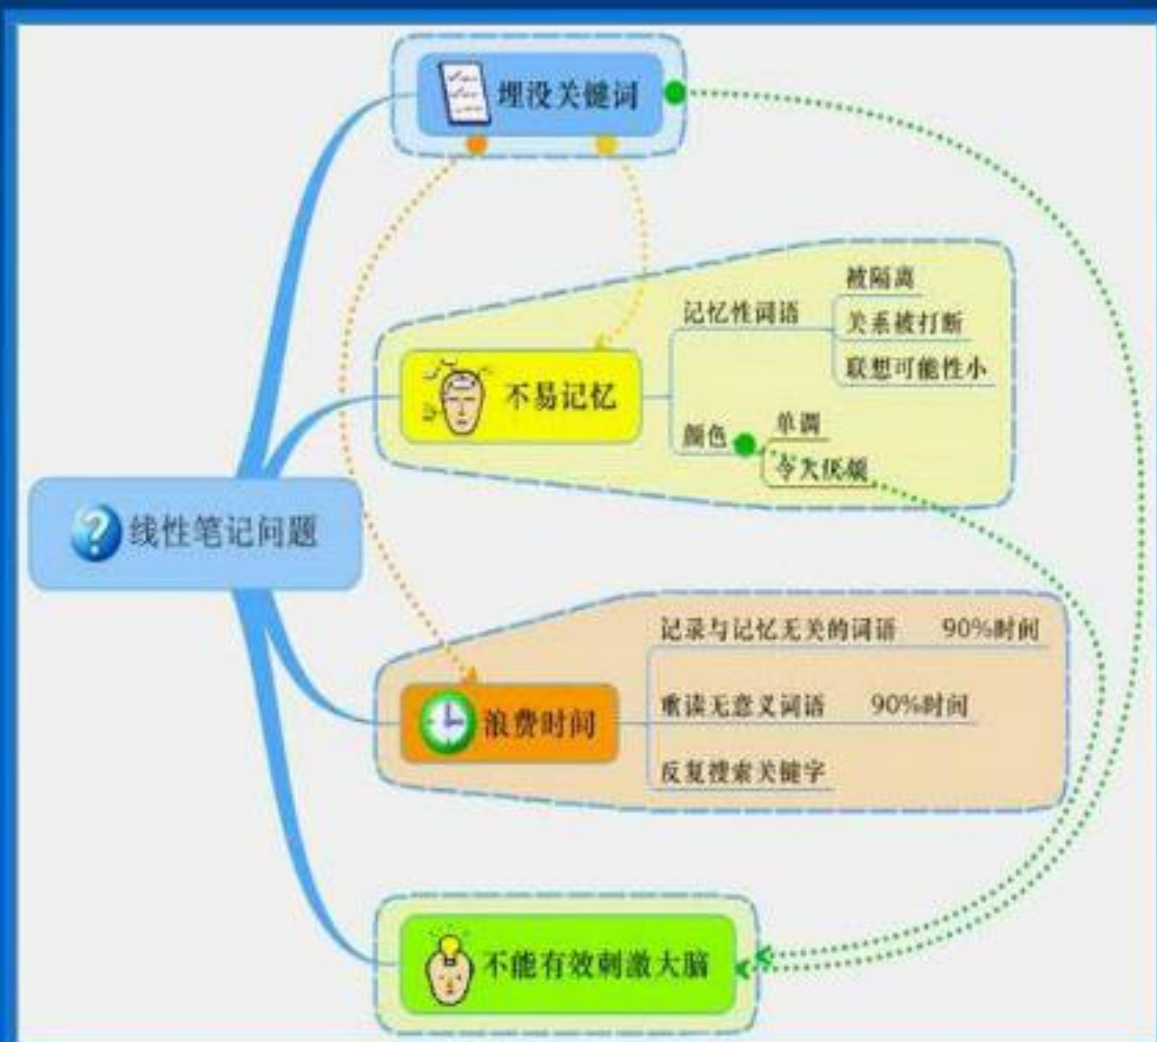 埋没关键词
记忆性词语
被隔离
关系被打断
联想可能性小
不易记忆
颜色
单调
令人厌烦
线性笔记问题
记录与记忆无关的词语 90%时间
重读无意义词语 90%时间
浪费时间
反复搜索关键字
不能有效刺激大脑